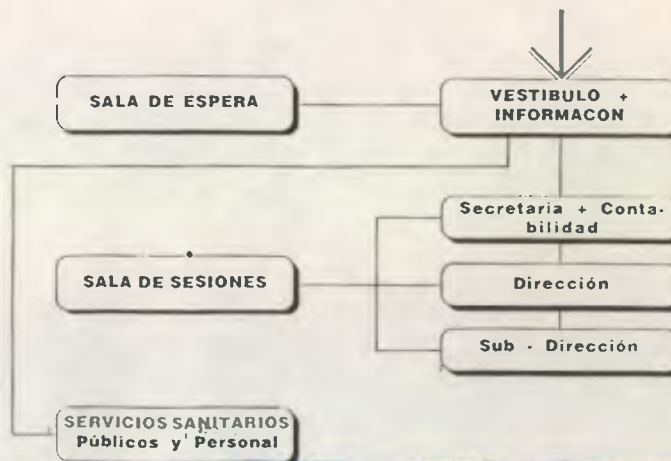 SALA DE ESPERA
VESTIBULO +
INFORMACON
Secretaria + Conta-
bilidad
SALA DE SESIONES
Dirección
Sub - Dirección
SERVICIOS SANITARIOS
Públicos y Personal